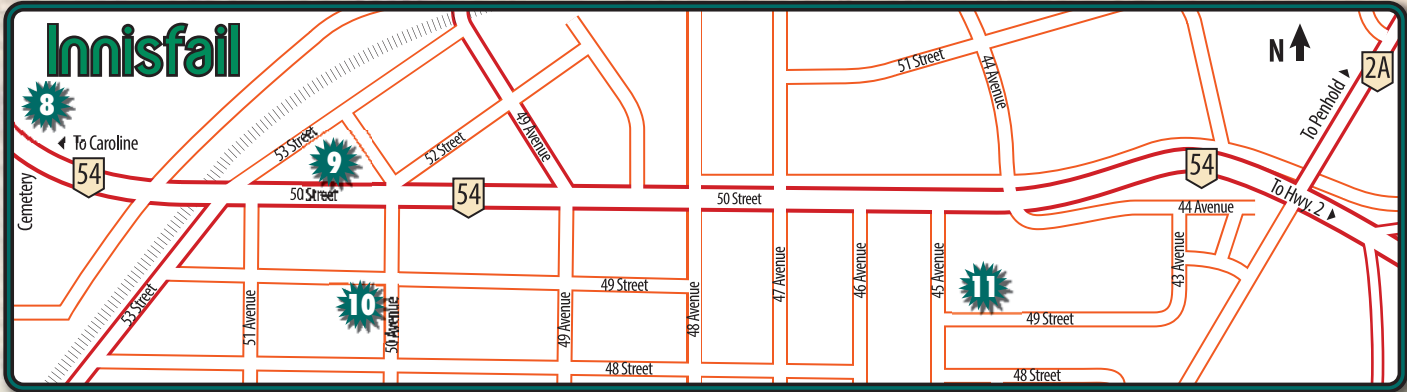 Innisfail
N
2A
To Penhold
8
To Caroline
54
Cemetery
53 Street
9
52 Street
49 Avenue
50 Street
54
50 Street
51 Street
44 Avenue
54
To Hwy. 2
44 Avenue
43 Avenue
53 Street
51 Avenue
10
50 Avenue
49 Avenue
49 Street
48 Avenue
47 Avenue
46 Avenue
45 Avenue
11
49 Street
48 Street
48 Street